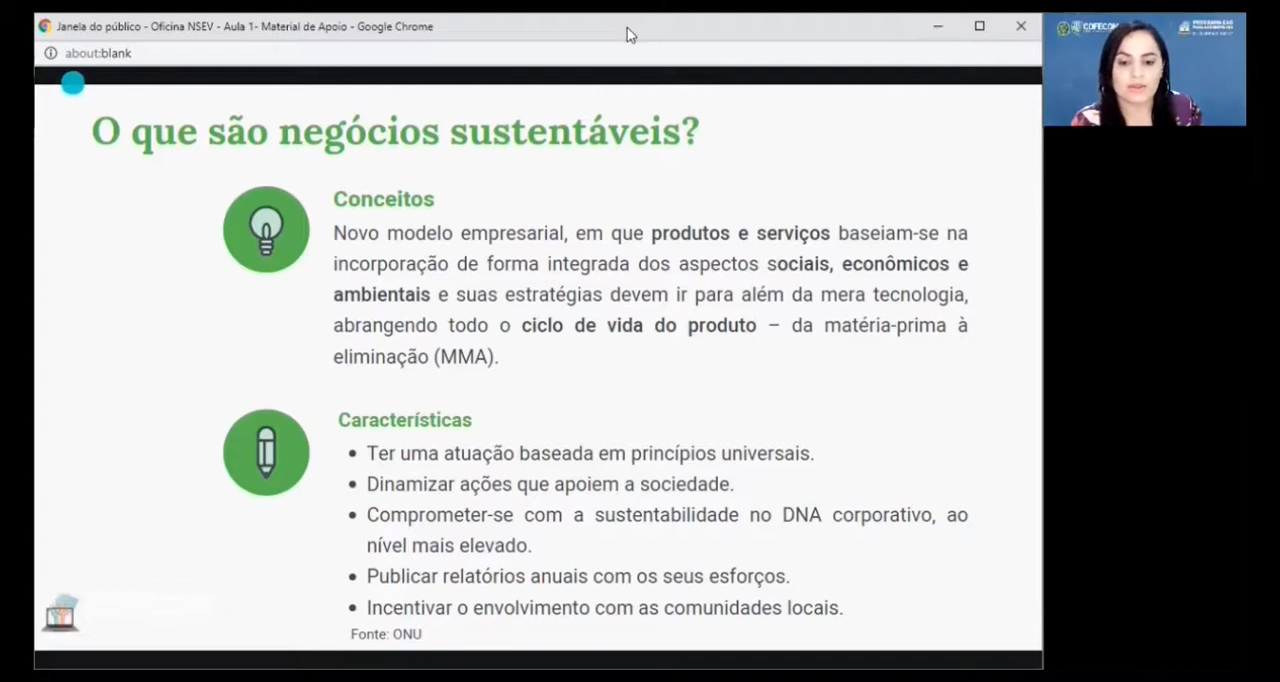 Janela do público - Oficina NSEV - Aula 1- Material de Apoio - Google Chrome
about:blank
COFECON
O que são negócios sustentáveis?
Conceitos
Novo modelo empresarial, em que produtos e serviços baseiam-se na
incorporação de forma integrada dos aspectos sociais, econômicos e
ambientais e suas estratégias devem ir para além da mera tecnologia,
abrangendo todo o ciclo de vida do produto – da matéria-prima à
eliminação (MMA).
Características
• Ter uma atuação baseada em princípios universais.
• Dinamizar ações que apoiem a sociedade.
• Comprometer-se com a sustentabilidade no DNA corporativo, ao
nível mais elevado.
• Publicar relatórios anuais com os seus esforços.
• Incentivar o envolvimento com as comunidades locais.
Fonte: ONU